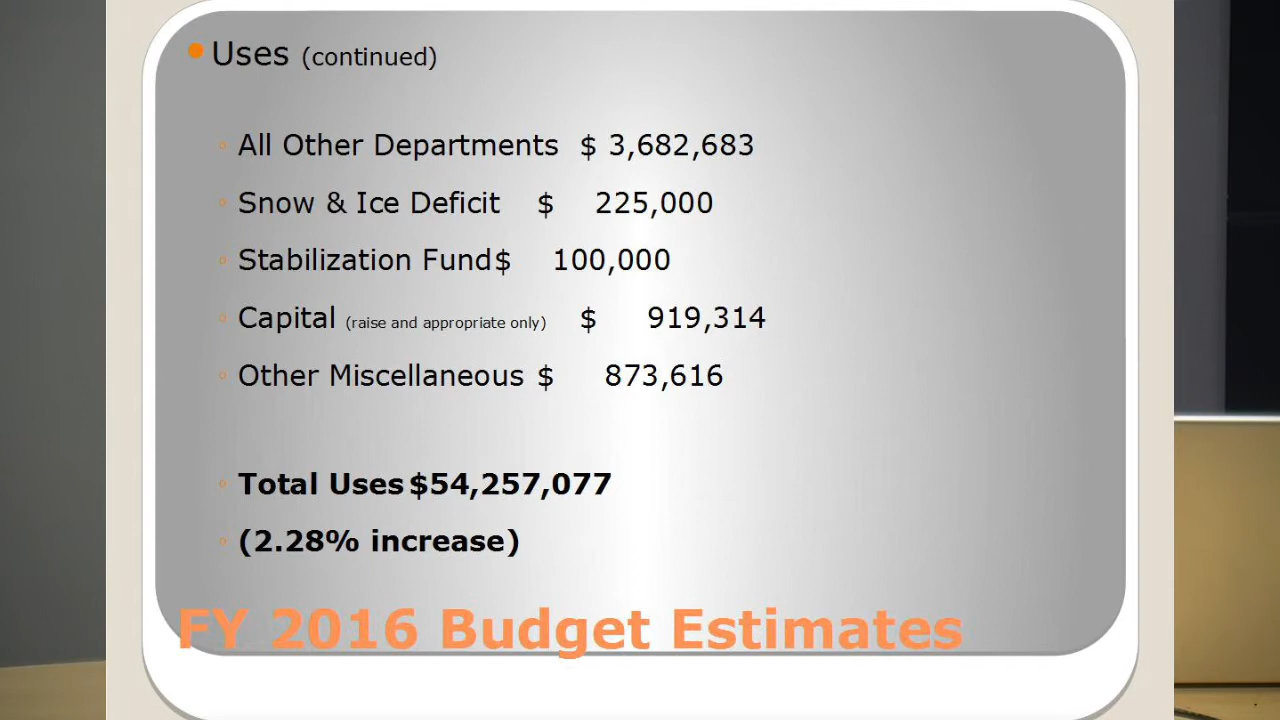 Uses (continued)
All Other Departments $ 3,682,683
Snow & Ice Deficit $ 225,000
Stabilization Fund$ 100,000
Capital (raise and appropriate only) $ 919,314
Other Miscellaneous $ 873,616
Total Uses $54,257,077
(2.28% increase)
FY 2016 Budget Estimates